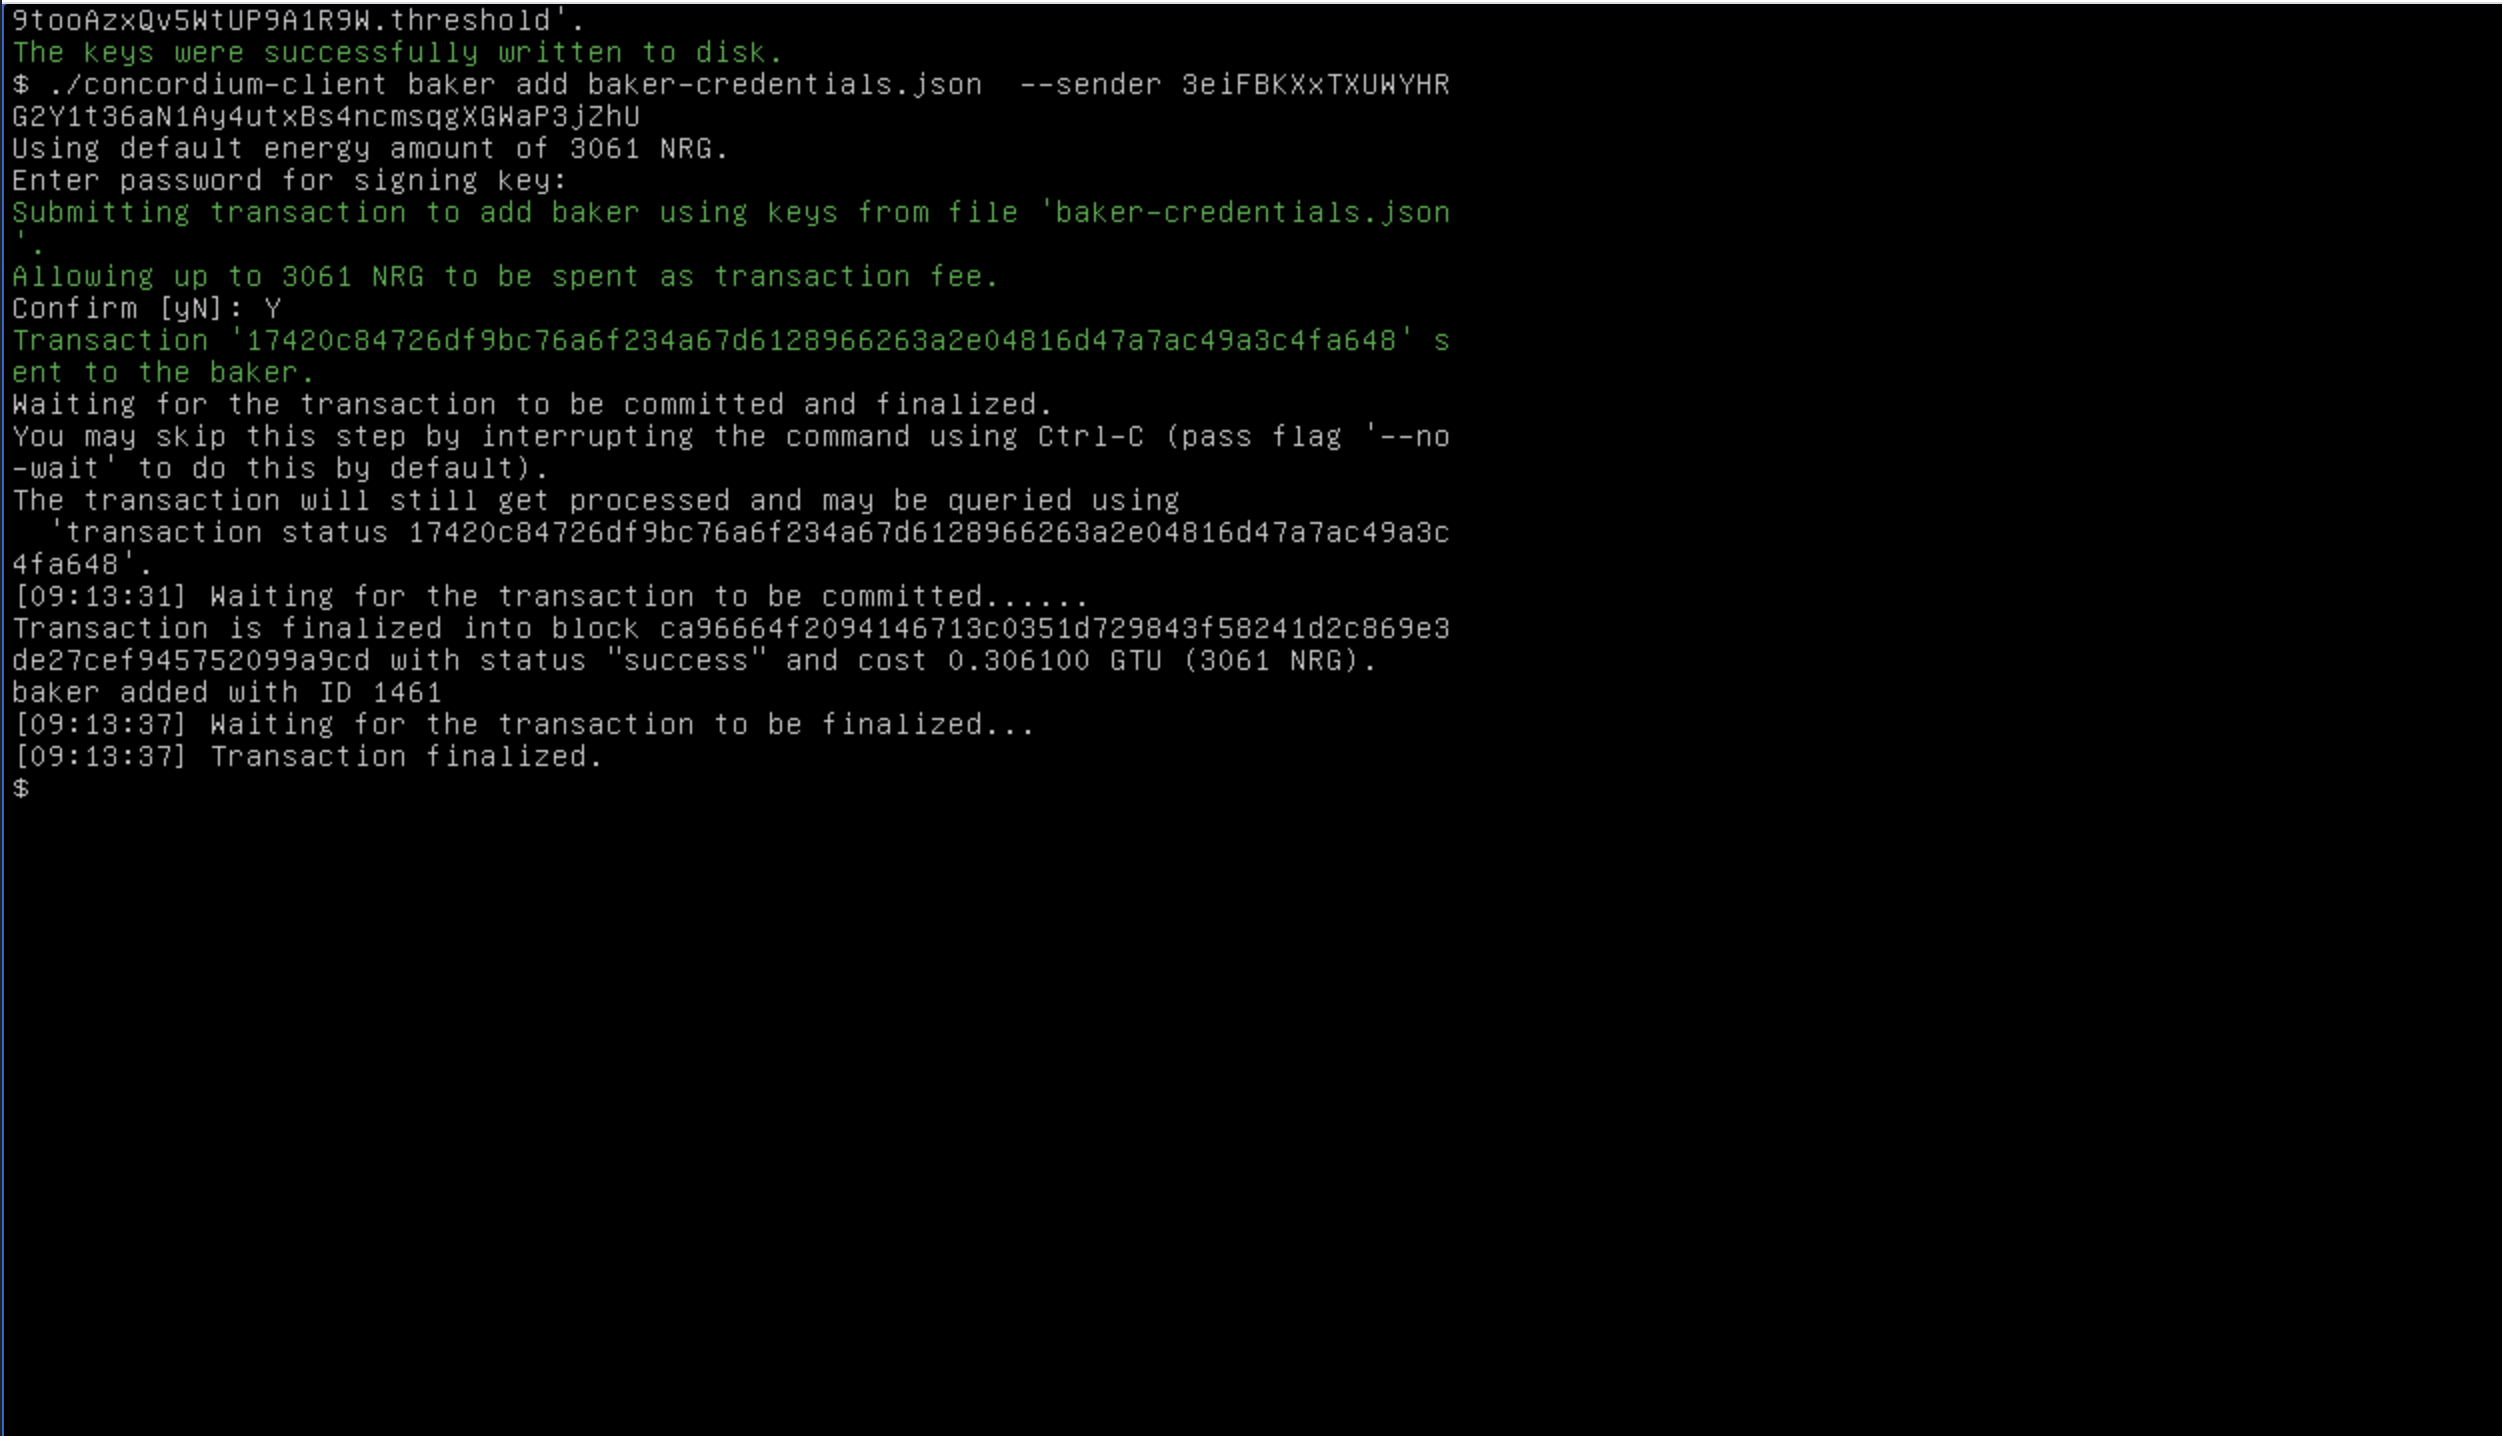 9tooAzxQv5WtUP9A1R9W.threshold'.
The keys were successfully written to disk.
$ ./concordium-client baker add baker-credentials.json  --sender 3eiFBKXxTXUWYHR
G2Y1t36aN1Ay4utxBs4ncmsqgXGWaP3jZhU
Using default energy amount of 3061 NRG.
Enter password for signing key:
Submitting transaction to add baker using keys from file 'baker-credentials.json
'.
Allowing up to 3061 NRG to be spent as transaction fee.
Confirm [yN]: Y
Transaction '17420c84726df9bc76a6f234a67d6128966263a2e04816d47a7ac49a3c4fa648' s
ent to the baker.
Waiting for the transaction to be committed and finalized.
You may skip this step by interrupting the command using Ctrl-C (pass flag '--no
-wait' to do this by default).
The transaction will still get processed and may be queried using
  'transaction status 17420c84726df9bc76a6f234a67d6128966263a2e04816d47a7ac49a3c
4fa648'.
[09:13:31] Waiting for the transaction to be committed......
Transaction is finalized into block ca96664f2094146713c0351d729843f58241d2c869e3
de27cef945752099a9cd with status "success" and cost 0.306100 GTU (3061 NRG).
baker added with ID 1461
[09:13:37] Waiting for the transaction to be finalized...
[09:13:37] Transaction finalized.
$